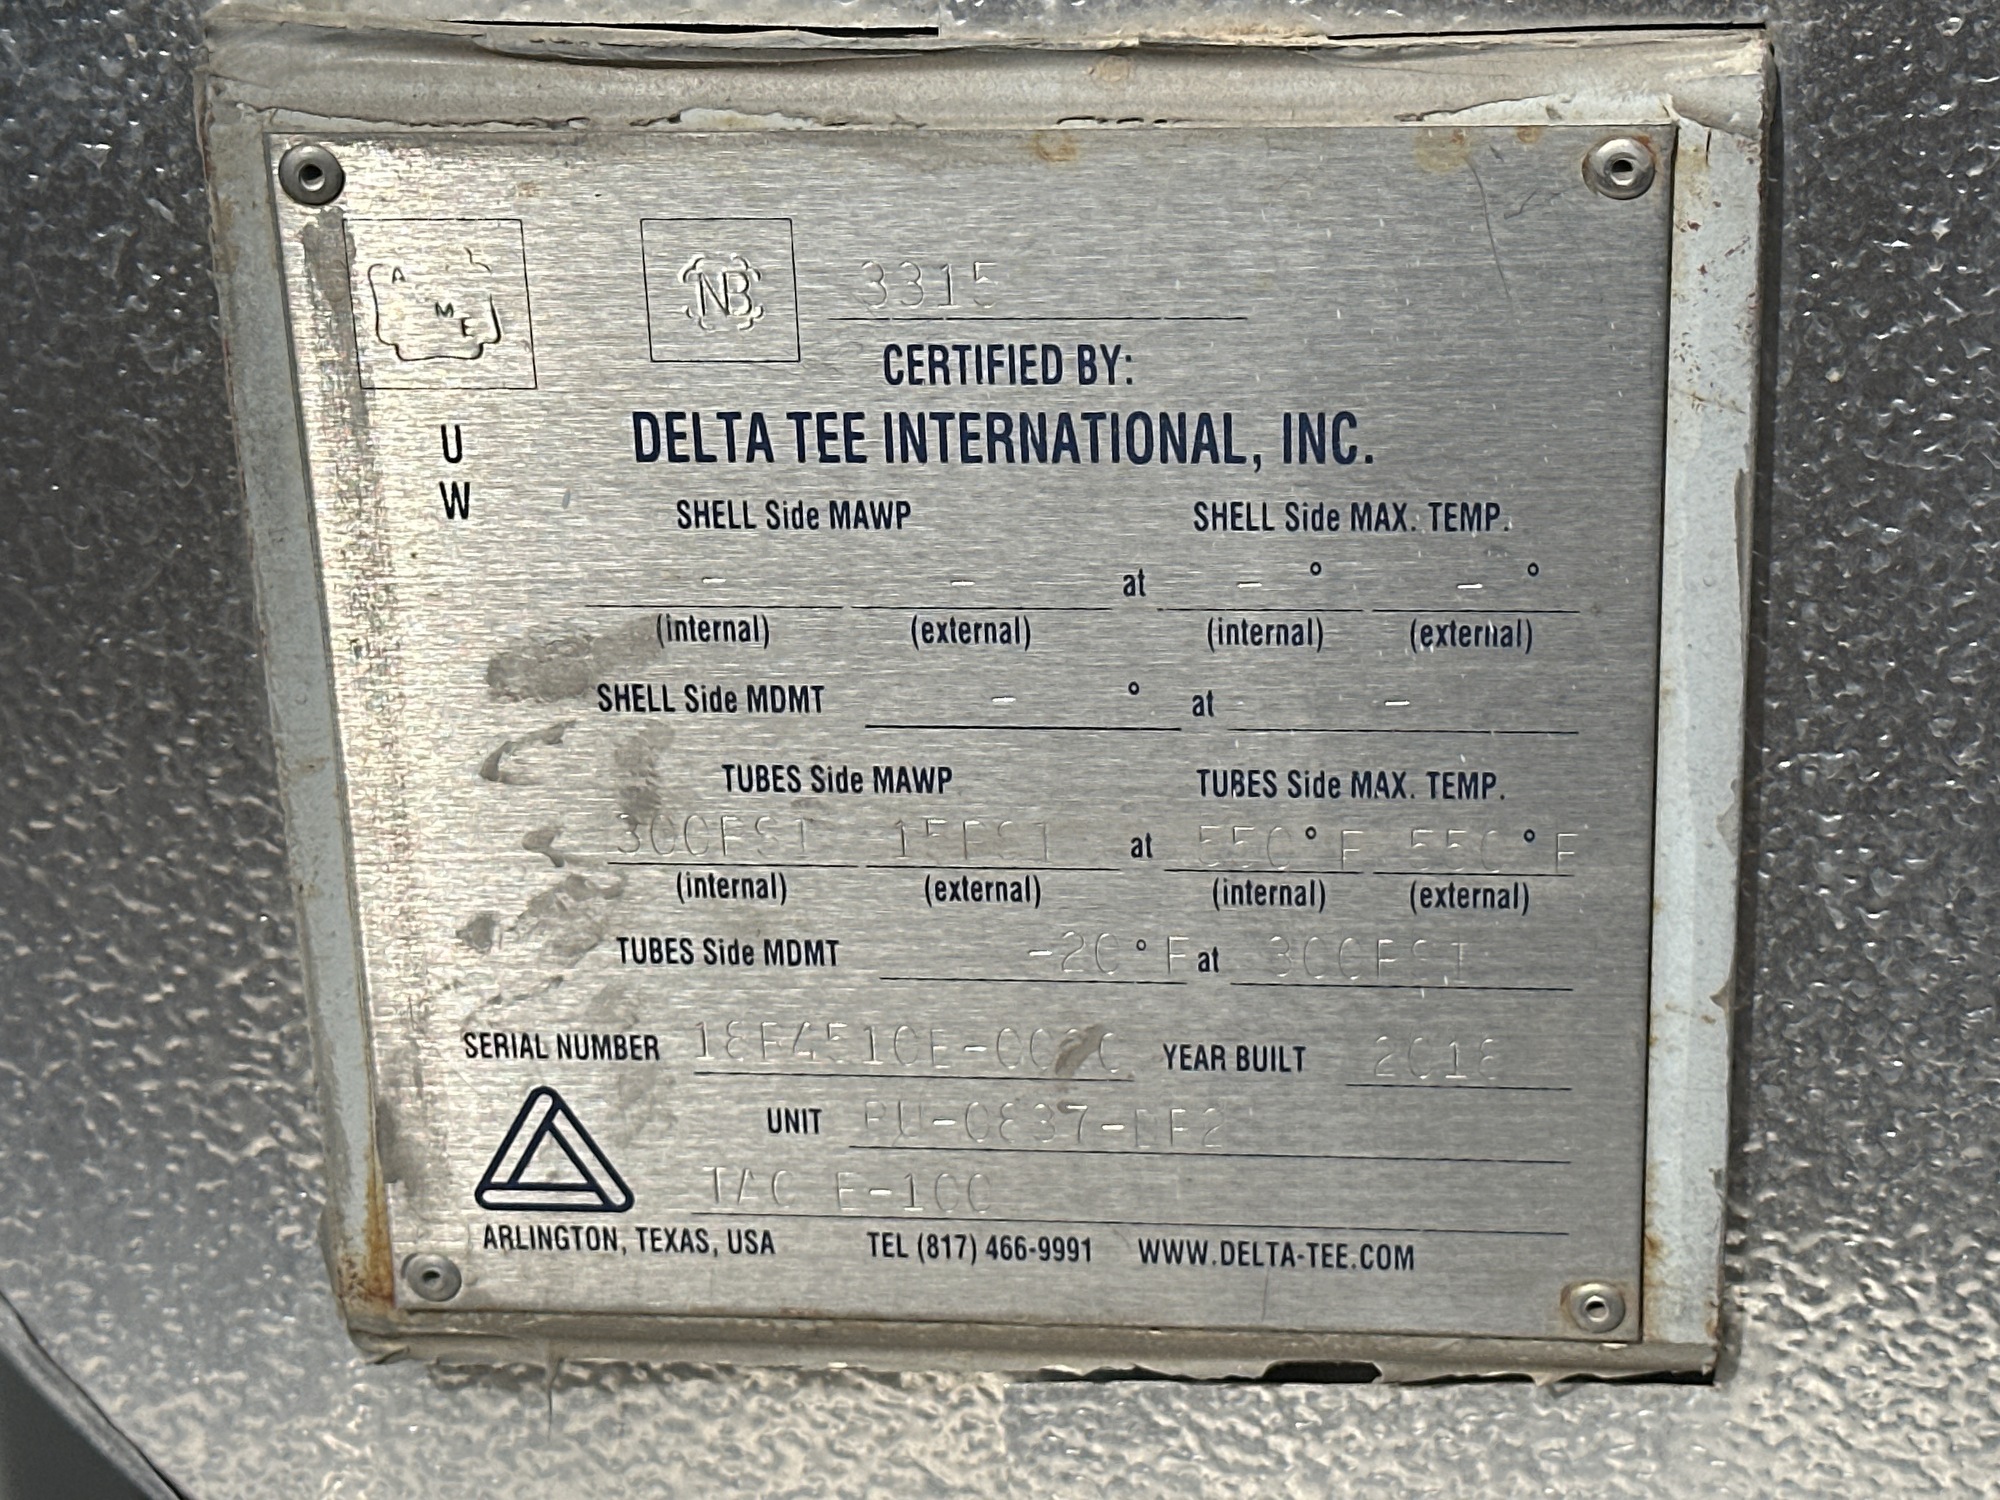 ASME NB 3315
CERTIFIED BY:
U DELTA TEE INTERNATIONAL, INC.
W
SHELL Side MAWP SHELL Side MAX. TEMP.
- - at - ° - °
(internal) (external) (internal) (external)
SHELL Side MDMT - ° at -
TUBES Side MAWP TUBES Side MAX. TEMP.
300PSI 15PSI at 550°F 550°F
(internal) (external) (internal) (external)
TUBES Side MDMT -20°F at 300PSI
SERIAL NUMBER YEAR BUILT 2018
UNIT
E-100
ARLINGTON, TEXAS, USA TEL (817) 466-9991 WWW.DELTA-TEE.COM